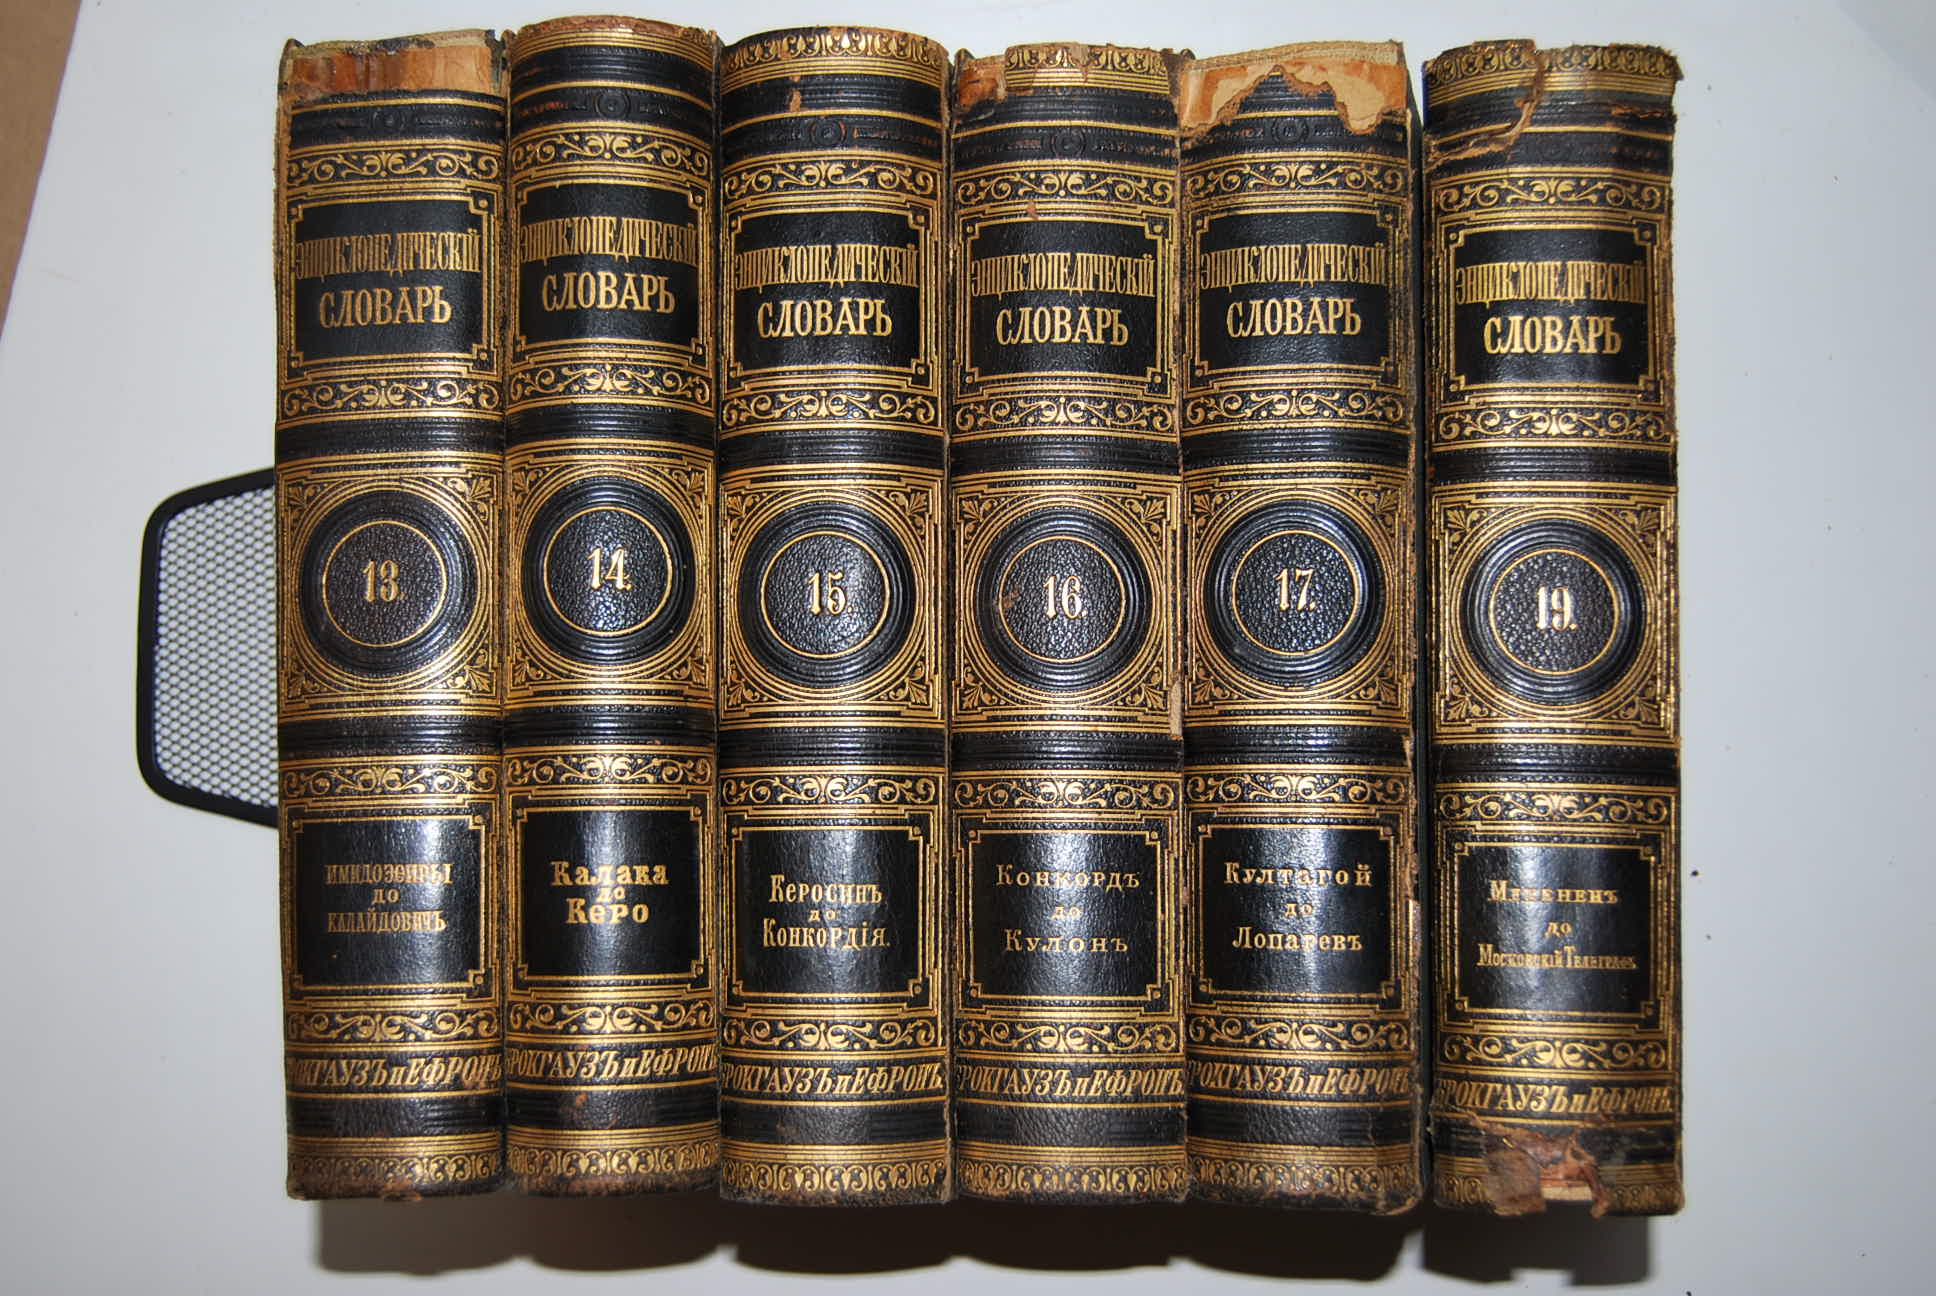 ЭНЦИКЛОПЕДИЧЕСКІЙ
СЛОВАРЬ
13.
ИМИДОЭѲИРЫ
ДО
КАЛАЙДОВИЧЪ
БРОКГАУЗЪ и ЕФРОНЪ.
ЭНЦИКЛОПЕДИЧЕСКІЙ
СЛОВАРЬ
14.
Калака
до
Керо
БРОКГАУЗЪ и ЕФРОНЪ.
ЭНЦИКЛОПЕДИЧЕСКІЙ
СЛОВАРЬ
15.
Керосинъ
до
Конкордія.
БРОКГАУЗЪ и ЕФРОНЪ.
ЭНЦИКЛОПЕДИЧЕСКІЙ
СЛОВАРЬ
16.
Конкордъ
до
Кулонъ
БРОКГАУЗЪ и ЕФРОНЪ.
ЭНЦИКЛОПЕДИЧЕСКІЙ
СЛОВАРЬ
17.
Култагой
до
Лопаревъ
БРОКГАУЗЪ и ЕФРОНЪ.
ЭНЦИКЛОПЕДИЧЕСКІЙ
СЛОВАРЬ
19.
до
Московскій Телеграфъ
БРОКГАУЗЪ и ЕФРОНЪ.